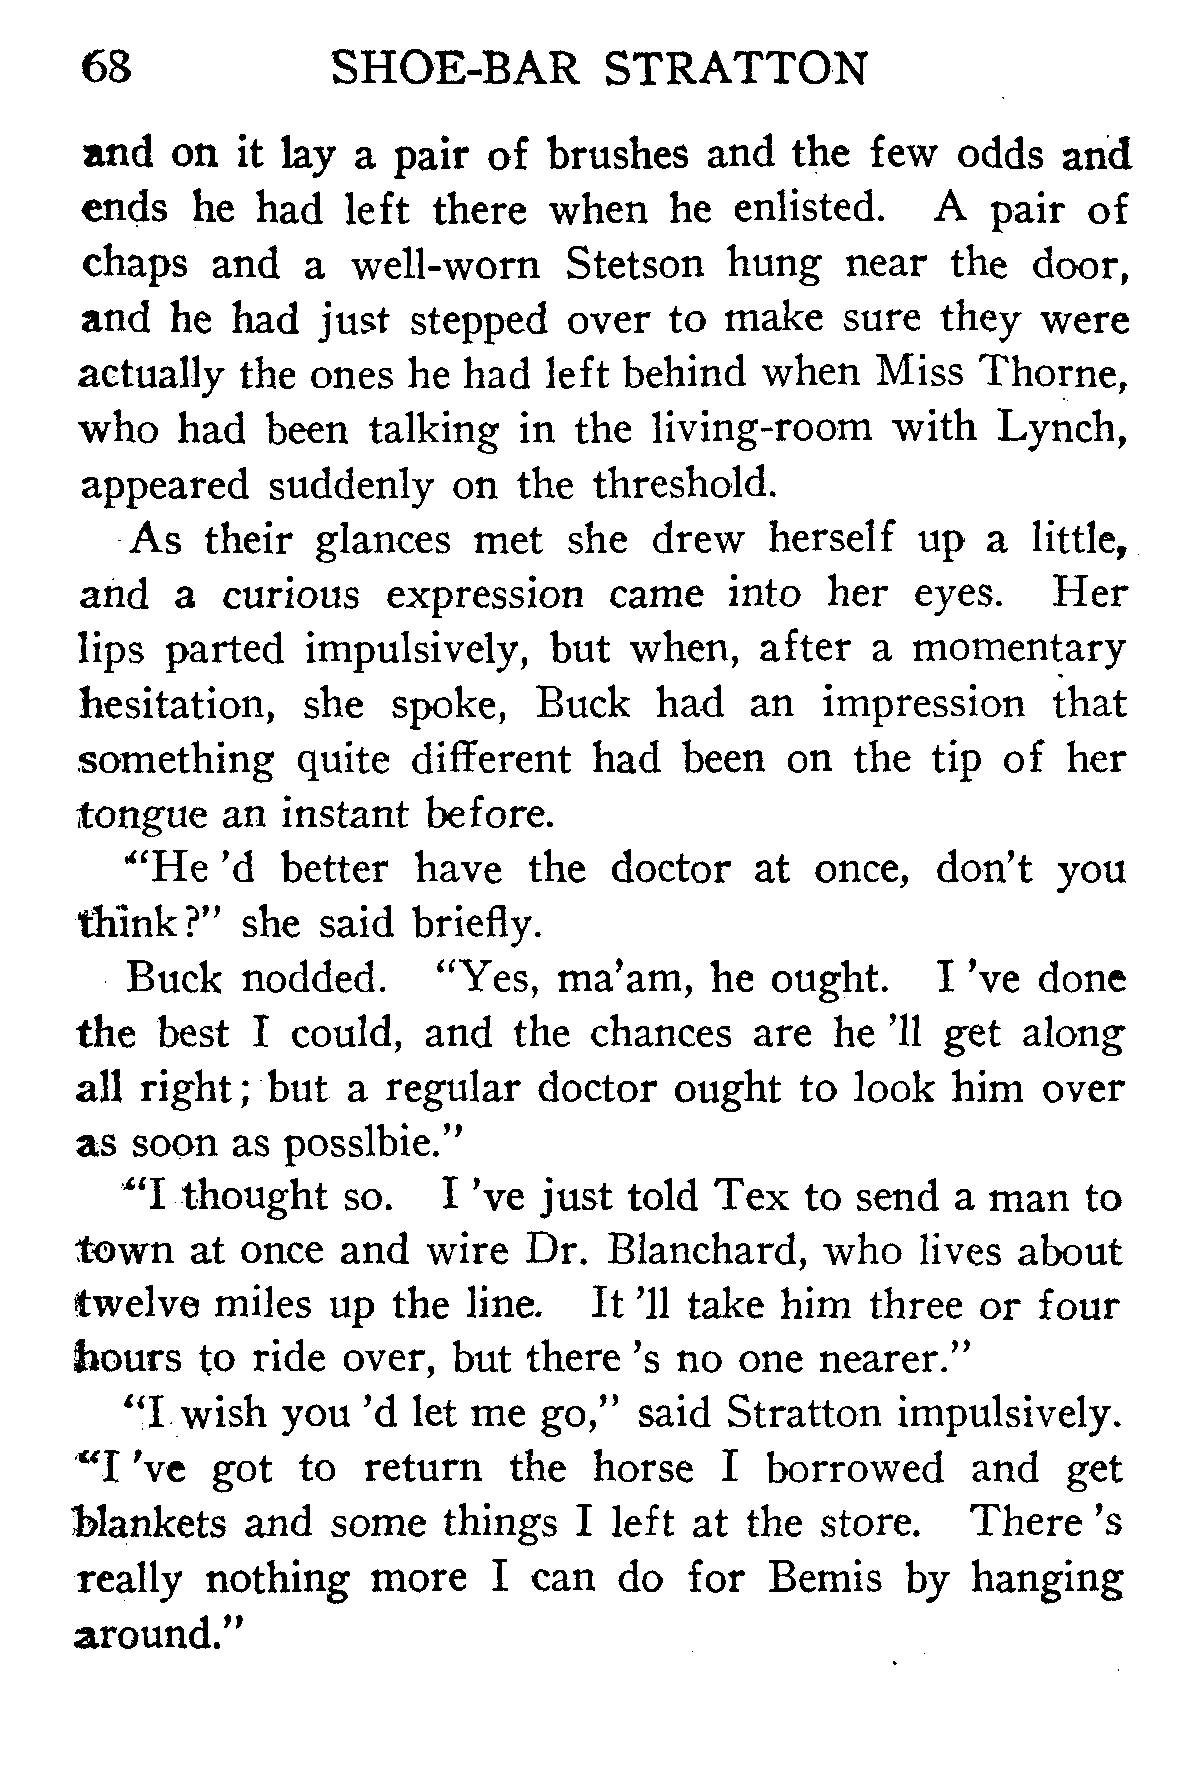 68 SHOE-BAR STRATTON
and on it lay a pair of brushes and the few odds and
ends he had left there when he enlisted. A pair of
chaps and a well-worn Stetson hung near the door,
and he had just stepped over to make sure they were
actually the ones he had left behind when Miss Thorne,
who had been talking in the living-room with Lynch,
appeared suddenly on the threshold.
As their glances met she drew herself up a little,
and a curious expression came into her eyes. Her
lips parted impulsively, but when, after a momentary
hesitation, she spoke, Buck had an impression that
something quite different had been on the tip of her
tongue an instant before.
"He 'd better have the doctor at once, don't you
think?" she said briefly.
Buck nodded. "Yes, ma'am, he ought. I 've done
the best I could, and the chances are he 'll get along
all right; but a regular doctor ought to look him over
as soon as posslbie."
"I thought so. I 've just told Tex to send a man to
town at once and wire Dr. Blanchard, who lives about
twelve miles up the line. It 'll take him three or four
hours to ride over, but there 's no one nearer."
"I wish you 'd let me go," said Stratton impulsively.
"I 've got to return the horse I borrowed and get
blankets and some things I left at the store. There 's
really nothing more I can do for Bemis by hanging
around."